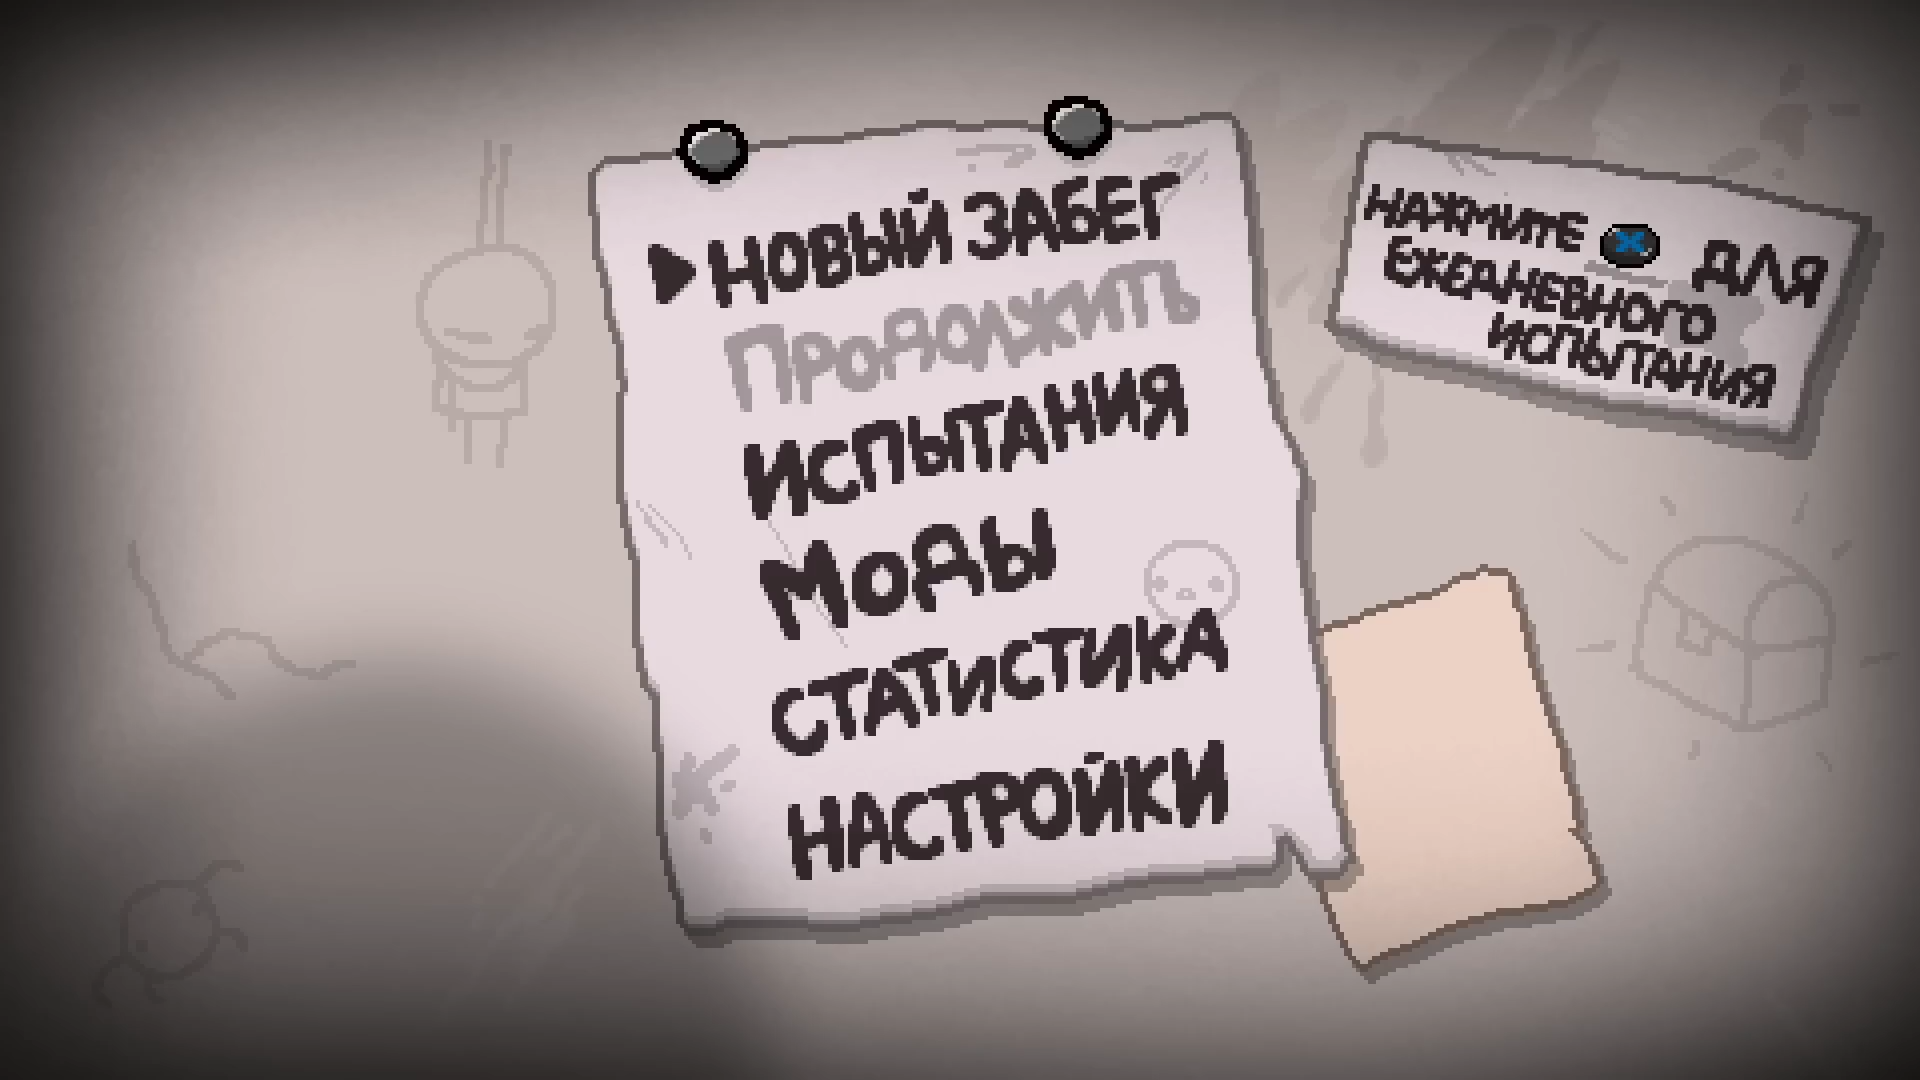 НОВЫЙ ЗАБЕГ
ПРОДОЛЖИТЬ
ИСПЫТАНИЯ
МОДЫ
СТАТИСТИКА
НАСТРОЙКИ
НАЖМИТЕ X ДЛЯ
ЕЖЕДНЕВНОГО
ИСПЫТАНИЯ